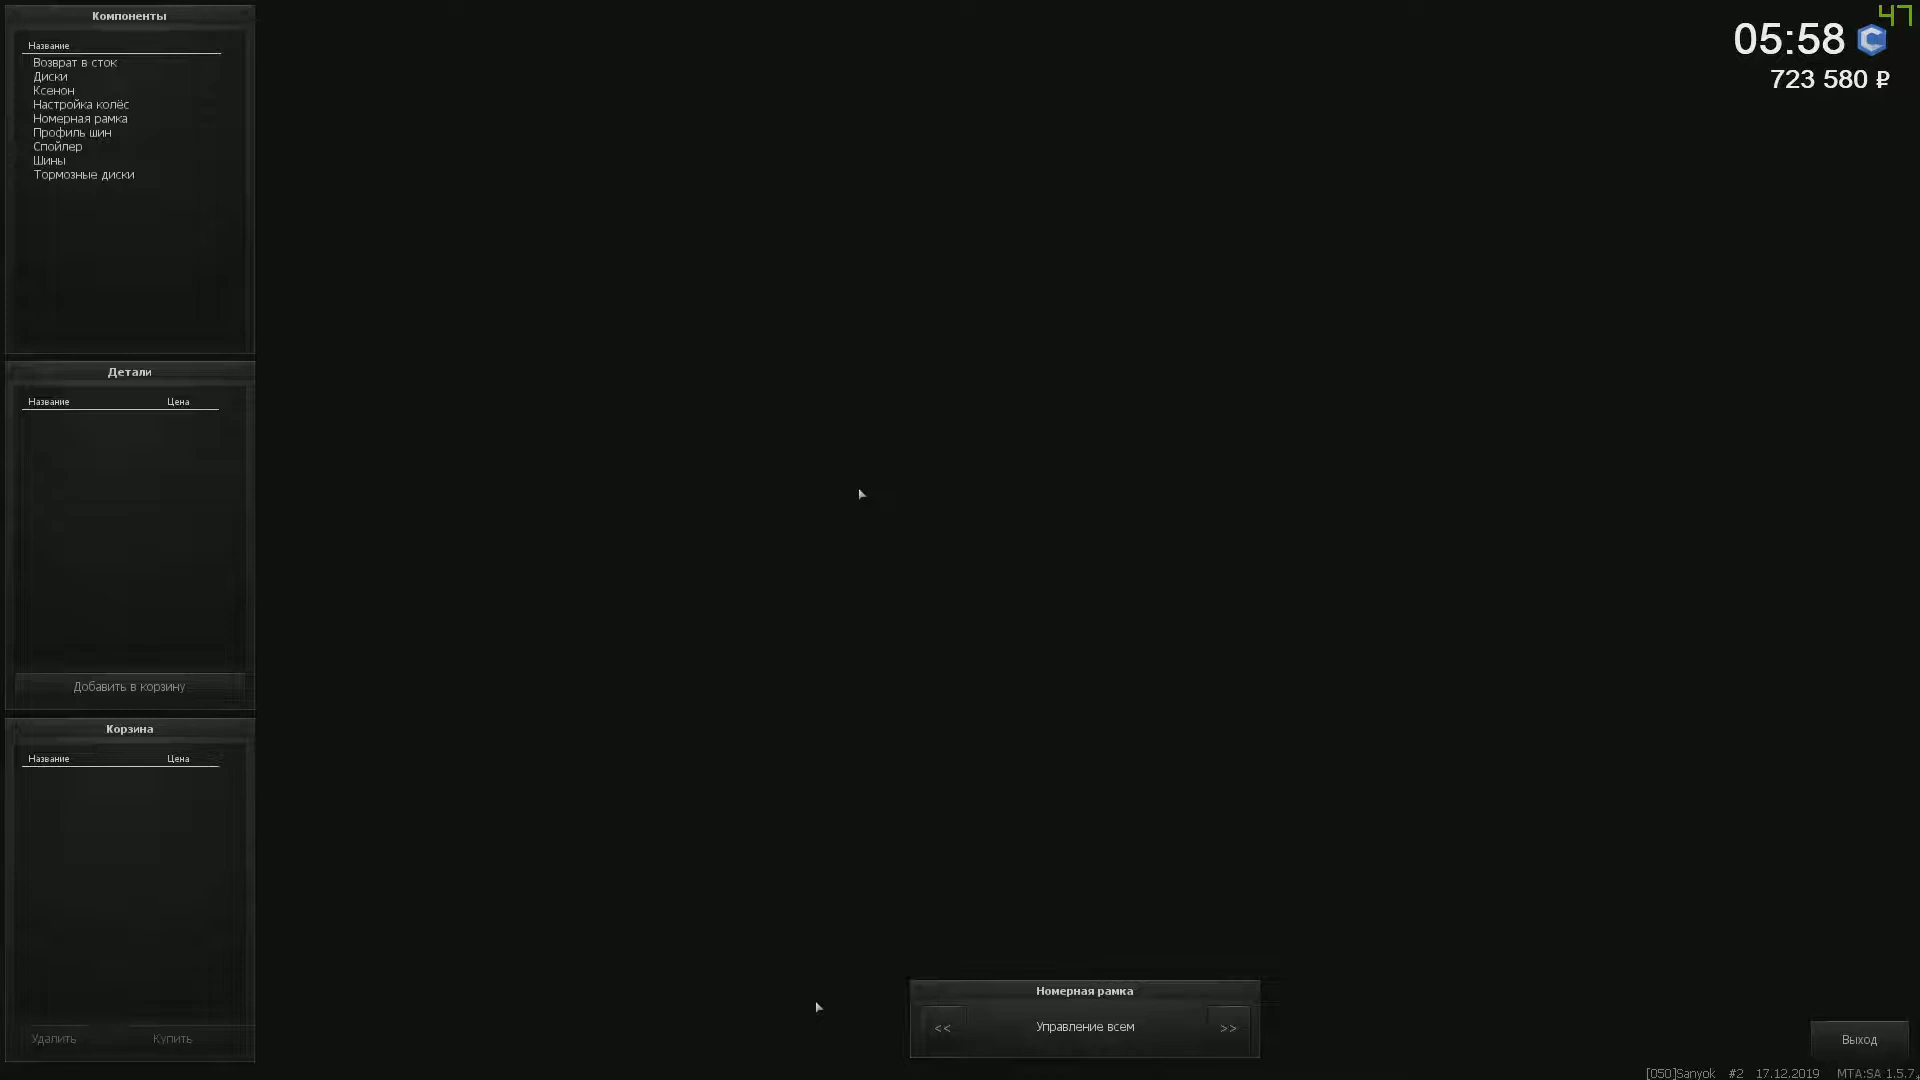 Компоненты
Название
Возврат в сток
Диски
Ксенон
Настройка колёс
Номерная рамка
Профиль шин
Спойлер
Шины
Тормозные диски
Детали
Название Цена
Добавить в корзину
Корзина
Название Цена
Удалить Купить
47
05:58
723 580 ₽
Номерная рамка
<< Управление всем >>
Выход
[050]Sanyok #2 17.12.2019 MTA:SA 1.5.7